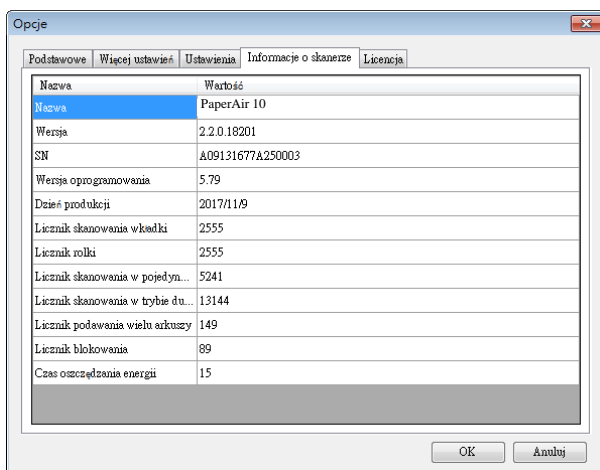 Opcje
Podstawowe Więcej ustawień Ustawienia Informacje o skanerze Licencja
Nazwa Wartość
Nazwa PaperAir 10
Wersja 2.2.0.18201
SN A09131677A250003
Wersja oprogramowania 5.79
Dzień produkcji 2017/11/9
Licznik skanowania wkładki 2555
Licznik rolki 2555
Licznik skanowania w pojedyn... 5241
Licznik skanowania w trybie du... 13144
Licznik podawania wielu arkuszy 149
Licznik blokowania 89
Czas oszczędzania energii 15
OK Anuluj